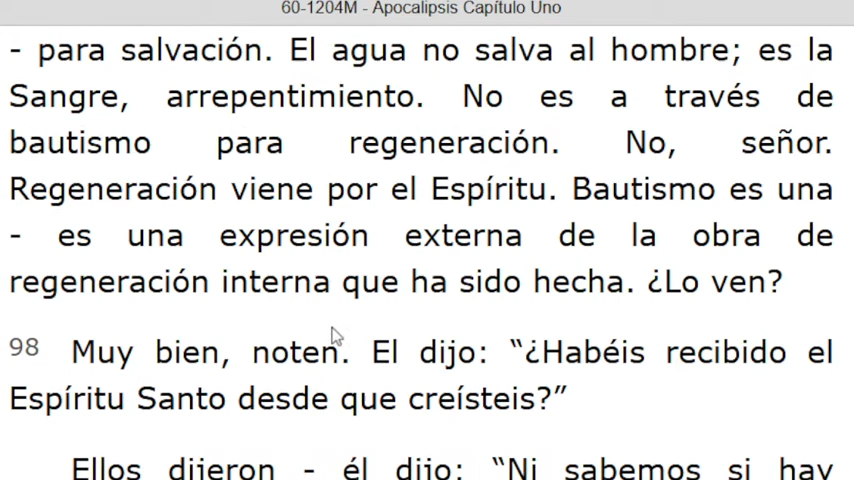 60-1204M - Apocalipsis Capítulo Uno
- para salvación. El agua no salva al hombre; es la
Sangre, arrepentimiento. No es a través de
bautismo para regeneración. No, señor.
Regeneración viene por el Espíritu. Bautismo es una
- es una expresión externa de la obra de
regeneración interna que ha sido hecha. ¿Lo ven?
98 Muy bien, noten. El dijo: “¿Habéis recibido el
Espíritu Santo desde que creísteis?”
Ellos dijeron - él dijo: “Ni sabemos si hay